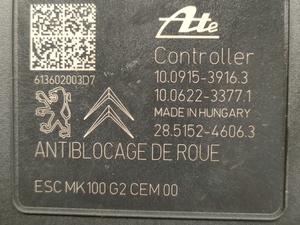 Ate
Controller
613602003D7
10.0915-3916.3
10.0622-3377.1
MADE IN HUNGARY
28.5152-4606.3
ANTIBLOCAGE DE ROUE
ESC MK100 G2 CEM 00